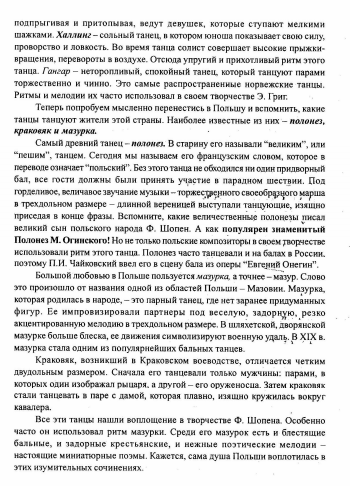 подпрыгивая и притопывая, ведут девушек, которые ступают мелкими
шажками. Халлинг – сольный танец, в котором юноша показывает свою силу,
проворство и ловкость. Во время танца солист совершает высокие прыжки-
вращения, перевороты в воздухе. Отсюда упругий и прихотливый ритм этого
танца. Гангар – неторопливый, спокойный танец, который танцуют парами
торжественно и чинно. Это самые распространенные норвежские танцы.
Ритмы и мелодии их часто использовал в своем творчестве Э. Григ.
Теперь попробуем мысленно перенестись в Польшу и вспомнить, какие
танцы танцуют жители этой страны. Наиболее известные из них – полонез,
краковяк и мазурка.
Самый древний танец – полонез. В старину его называли "великим", или
"пешим", танцем. Сегодня мы называем его французским словом, которое в
переводе означает "польский". Без этого танца не обходился ни один придворный
бал, все гости должны были принять участие в парадном шествии. Под
горделивое, величавое звучание музыки – торжественного своеобразного марша
в трехдольном размере – длинной вереницей выступали танцующие, изящно
приседая в конце фразы. Вспомните, какие величественные полонезы писал
великий сын польского народа Ф. Шопен. А как популярен знаменитый
Полонез М. Огинского! Но не только польские композиторы в своем творчестве
использовали ритм этого танца. Полонез часто танцевали и на балах в России,
поэтому П.И. Чайковский ввел его в сцену бала из оперы "Евгений Онегин".
Большой любовью в Польше пользуется мазурка, а точнее – мазур. Слово
это произошло от названия одной из областей Польши – Мазовии. Мазурка,
которая родилась в народе, – это парный танец, где нет заранее придуманных
фигур. Ее импровизировали партнеры под веселую, задорную, резко
акцентированную мелодию в трехдольном размере. В шляхетской, дворянской
мазурке больше блеска, ее движения символизируют военную удаль. В XIX в.
мазурка стала одним из популярнейших бальных танцев.
Краковяк, возникший в Краковском воеводстве, отличается четким
двудольным размером. Сначала его танцевали только мужчины: парами, в
которых один изображал рыцаря, а другой – его оруженосца. Затем краковяк
стали танцевать в паре с дамой, которая плавно, изящно кружилась вокруг
кавалера.
Все эти танцы нашли воплощение в творчестве Ф. Шопена. Особенно
часто он использовал ритм мазурки. Среди его мазурок есть и блестящие
бальные, и задорные крестьянские, и нежные поэтические мелодии –
настоящие миниатюрные поэмы. Кажется, сама душа Польши воплотилась в
этих изумительных сочинениях.